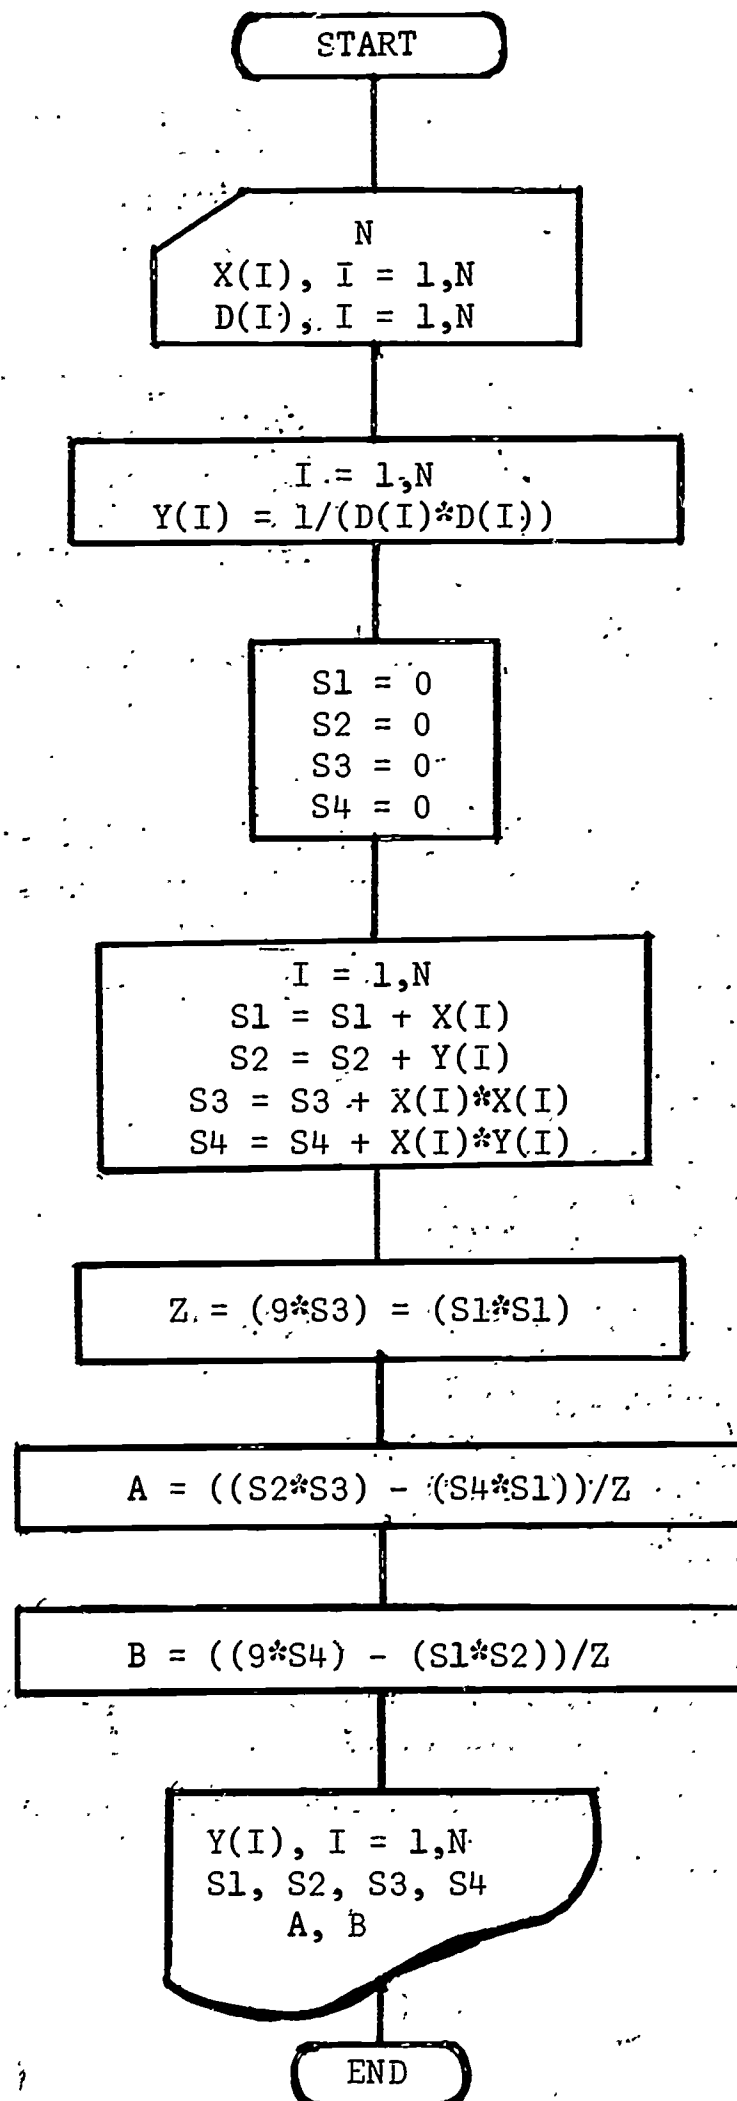 START
N
X(I), I = 1,N
D(I), I = 1,N
I = 1,N
Y(I) = 1/(D(I)*D(I))
S1 = 0
S2 = 0
S3 = 0
S4 = 0
I = 1,N
S1 = S1 + X(I)
S2 = S2 + Y(I)
S3 = S3 + X(I)*X(I)
S4 = S4 + X(I)*Y(I)
Z = (9*S3) = (S1*S1)
A = ((S2*S3) - (S4*S1))/Z
B = ((9*S4) - (S1*S2))/Z
Y(I), I = 1,N
S1, S2, S3, S4
A, B
END